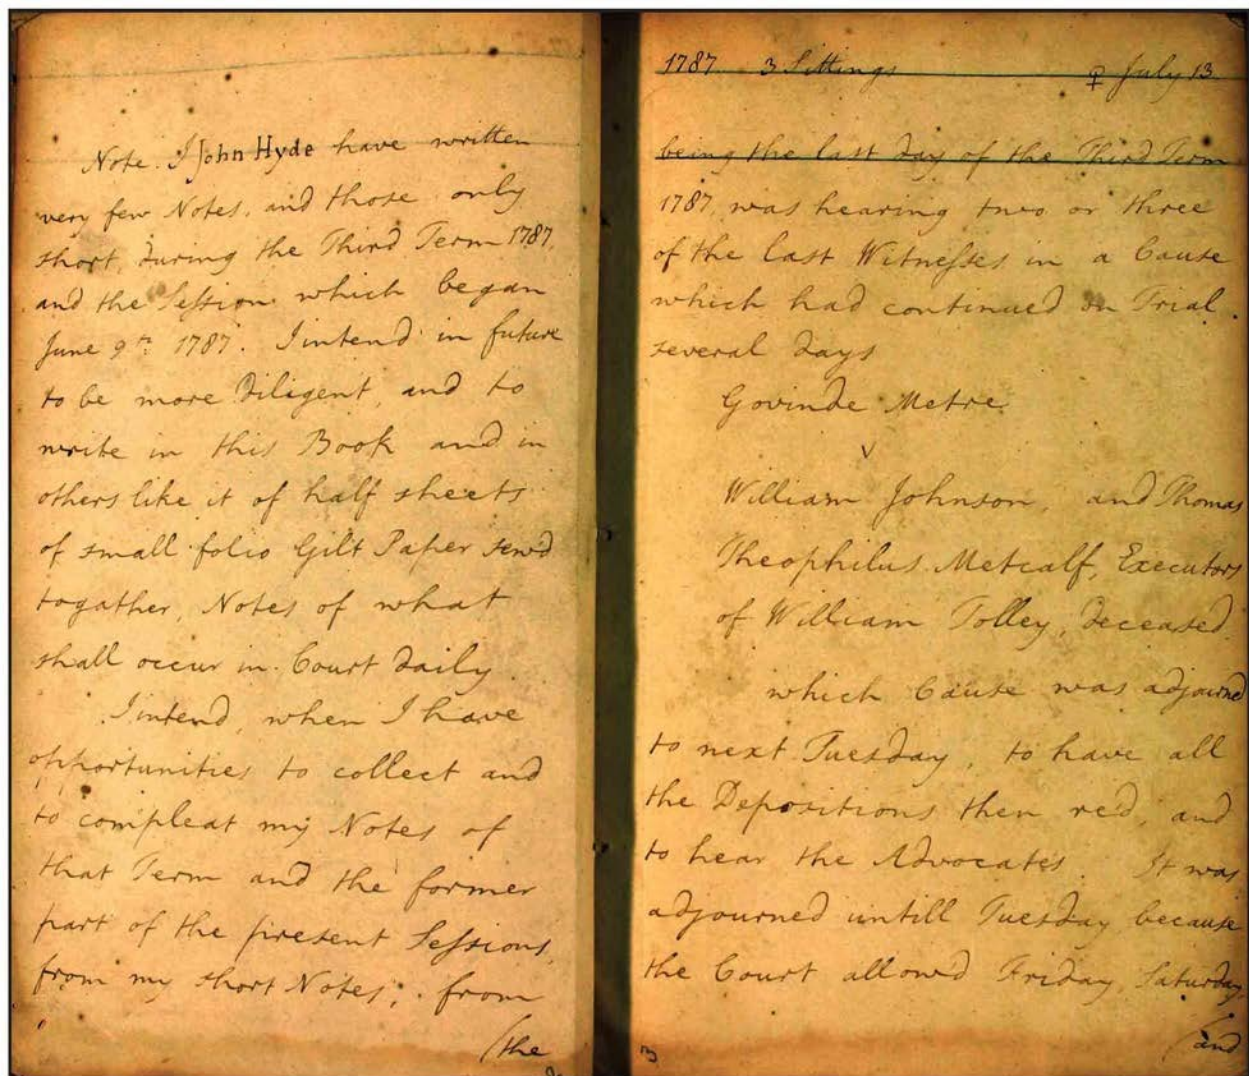 Note. I John Hyde have written
very few Notes, and those only
short, during the Third Term 1787,
and the Session which began
June 9th 1787. I intend in future
to be more diligent, and to
write in this Book and in
others like it of half sheets
of small folio Gilt Paper sew'd
togather, Notes of what
shall occur in Court daily.
I intend, when I have
opportunities to collect and
to compleat my Notes of
that Term and the former
part of the present Sessions,
from my short Notes; from
(the
1787 3 Sittings ♀ July 13.
being the last day of the Third Term
1787, was hearing two or three
of the last Witnesses in a Cause
which had continued on Trial
several days
Govinde Metre.
v
William Johnson, and Thomas
Theophilus Metcalf, Executors
of William Tolley, deceased.
which Cause was adjourned
to next Tuesday, to have all
the Depositions then red, and
to hear the Advocates. It was
adjourned untill Tuesday because
the Court allowd Friday, Saturday,
3 (and